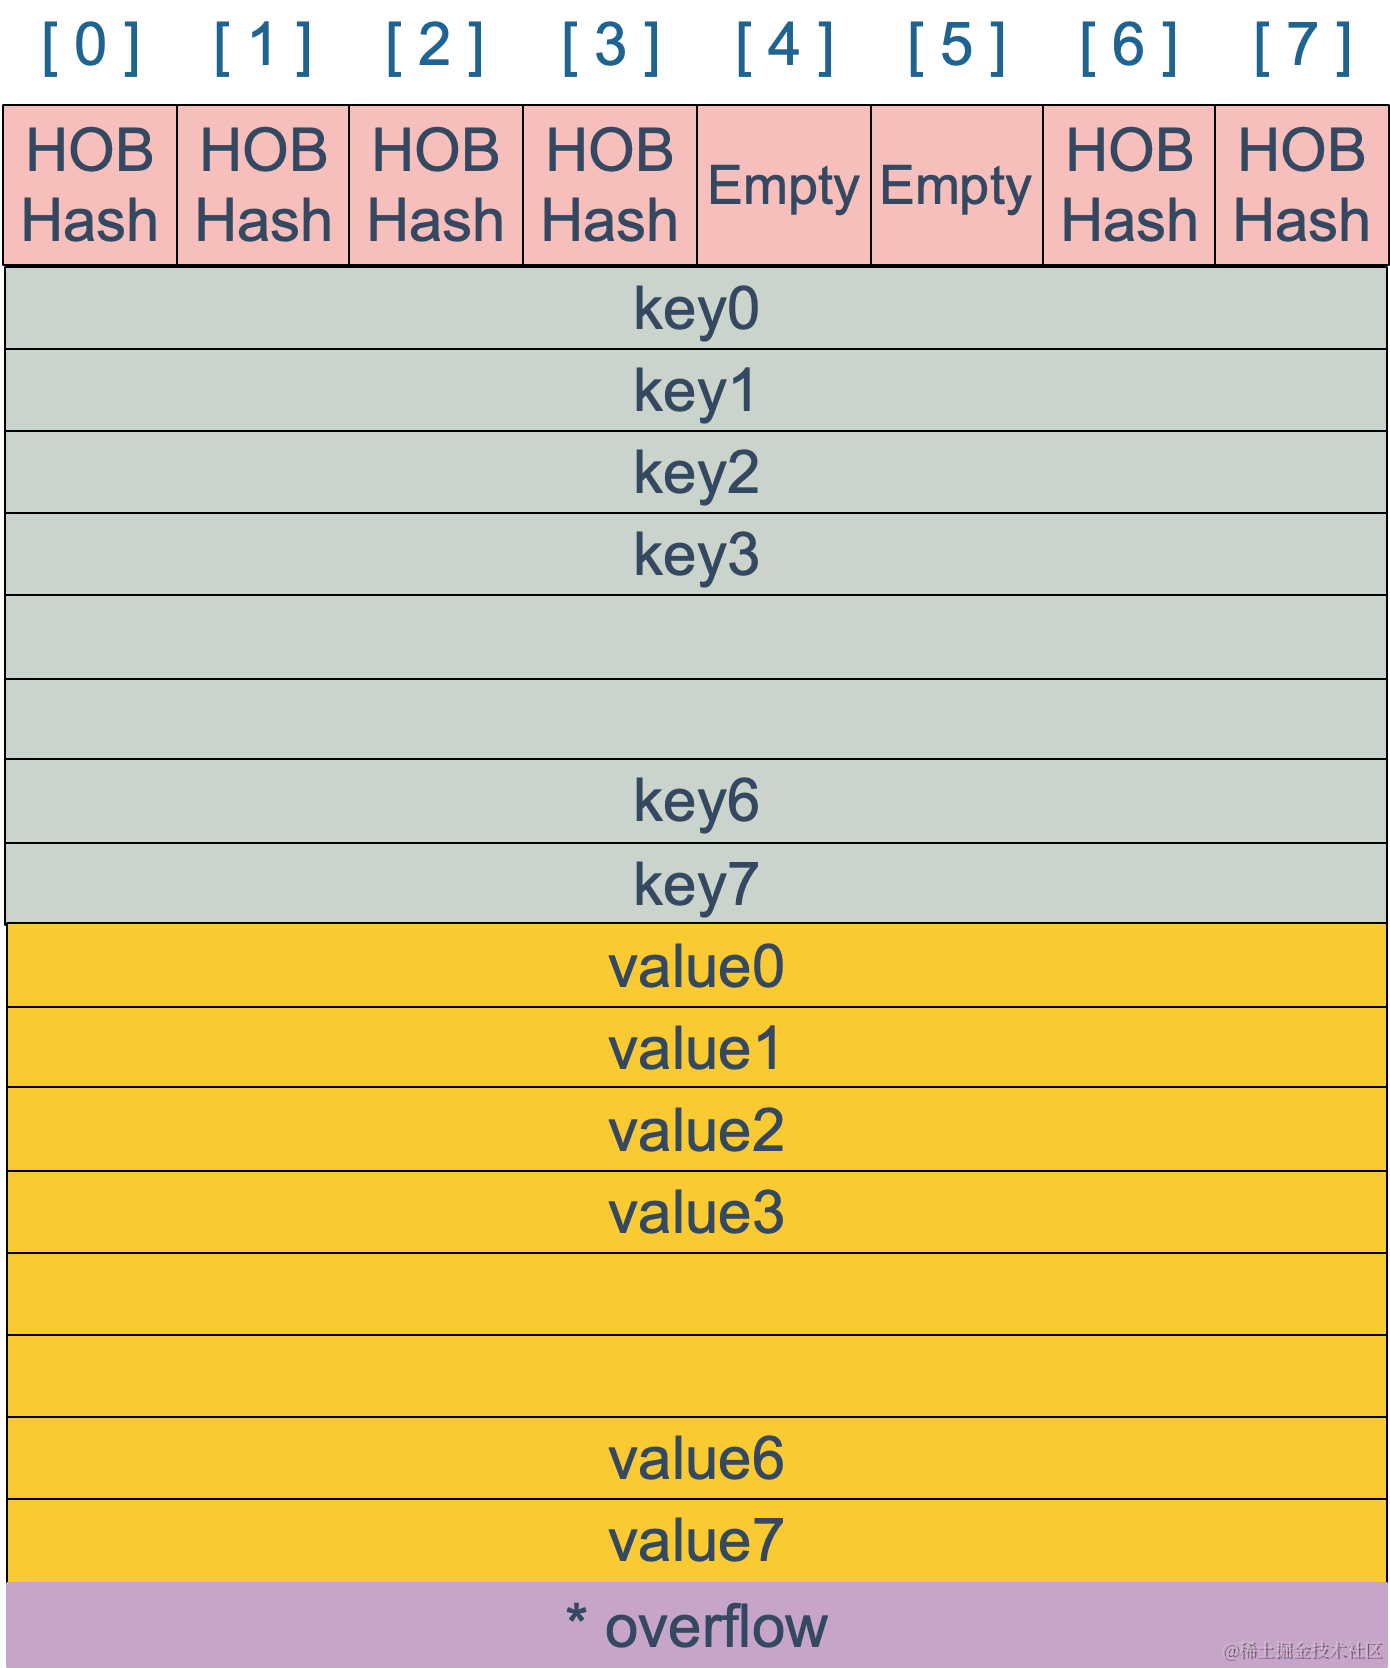 [ 0 ] [ 1 ] [ 2 ] [ 3 ] [ 4 ] [ 5 ] [ 6 ] [ 7 ]
HOB Hash HOB Hash HOB Hash HOB Hash Empty Empty HOB Hash HOB Hash
key0
key1
key2
key3
key6
key7
value0
value1
value2
value3
value6
value7
* overflow
@稀土掘金技术社区